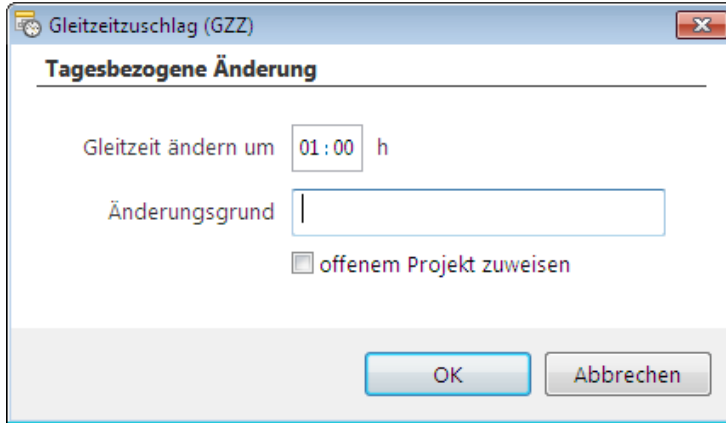 Gleitzeitzuschlag (GZZ)
Tagesbezogene Änderung
Gleitzeit ändern um 01:00 h
Änderungsgrund
offenem Projekt zuweisen
OK Abbrechen